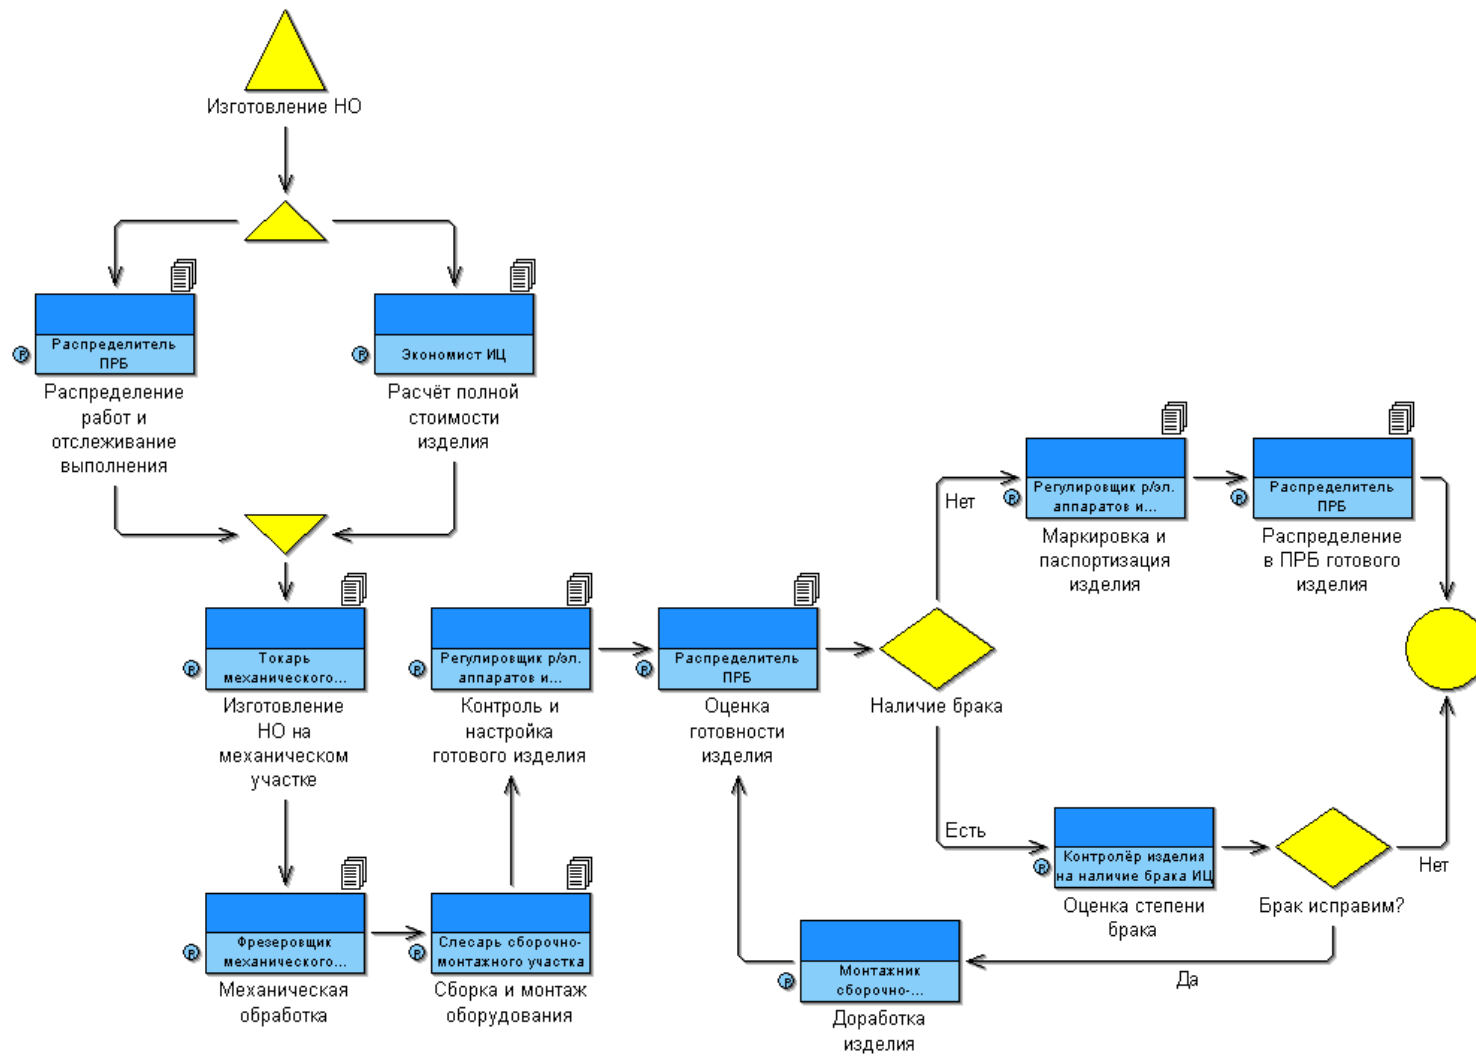 Изготовление НО
Распределитель
ПРБ
Распределение
работ и
отслеживание
выполнения
Экономист ИЦ
Расчёт полной
стоимости
изделия
Токарь
механического...
Изготовление
НО на
механическом
участке
Фрезеровщик
механического...
Механическая
обработка
Слесарь сборочно-
монтажного участка
Сборка и монтаж
оборудования
Регулировщик р/эл.
аппаратов и...
Контроль и
настройка
готового изделия
Распределитель
ПРБ
Оценка
готовности
изделия
Наличие брака
Нет
Регулировщик р/эл.
аппаратов и...
Маркировка и
паспортизация
изделия
Распределитель
ПРБ
Распределение
в ПРБ готового
изделия
Есть
Контролёр изделия
на наличие брака ИЦ
Оценка степени
брака
Брак исправим?
Нет
Да
Монтажник
сборочно-...
Доработка
изделия
P
P
P
P
P
P
P
P
P
P
P